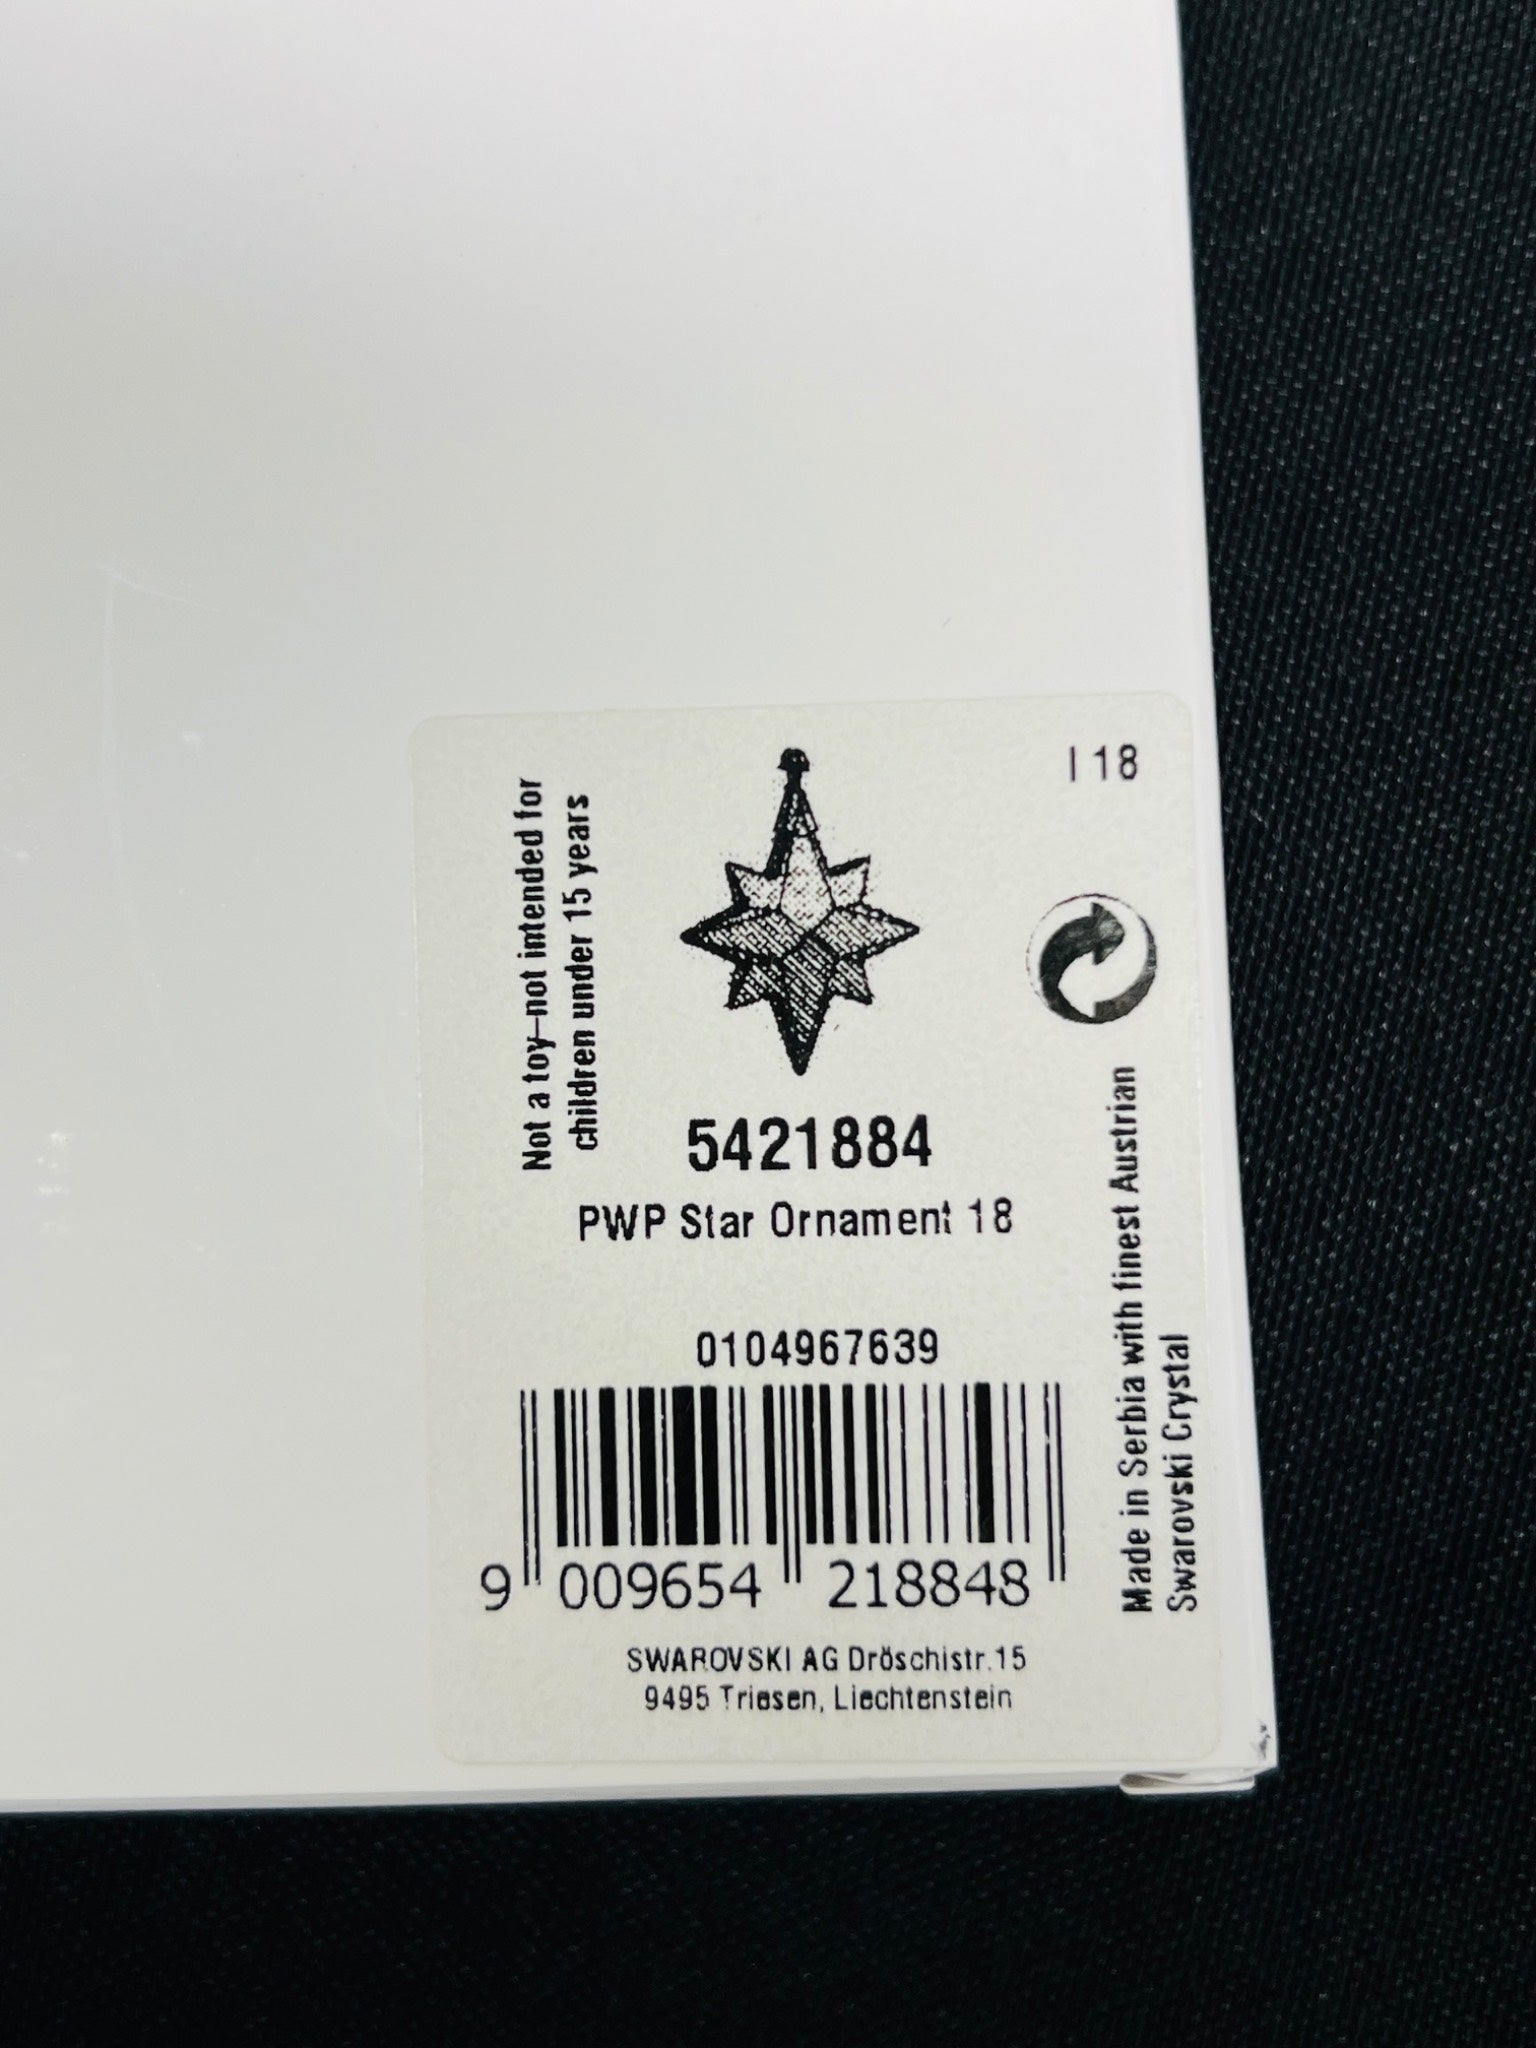 I 18
Not a toy–not intended for
children under 15 years
5421884
PWP Star Ornament 18
0104967639
9 009654 218848
Made in Serbia with finest Austrian
Swarovski Crystal
SWAROVSKI AG Dröschistr.15
9495 Triesen, Liechtenstein